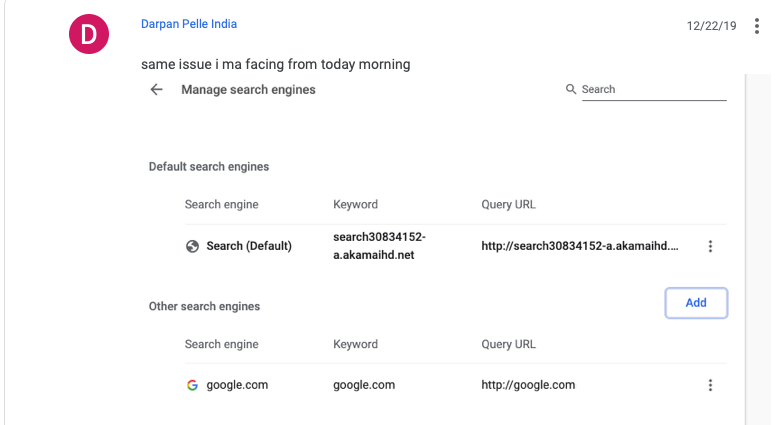 D
Darpan Pelle India
12/22/19
same issue i ma facing from today morning
Manage search engines
Search
Default search engines
Search engine Keyword Query URL
Search (Default) search30834152-
a.akamaihd.net http://search30834152-a.akamaihd....
Other search engines
Add
Search engine Keyword Query URL
google.com google.com http://google.com